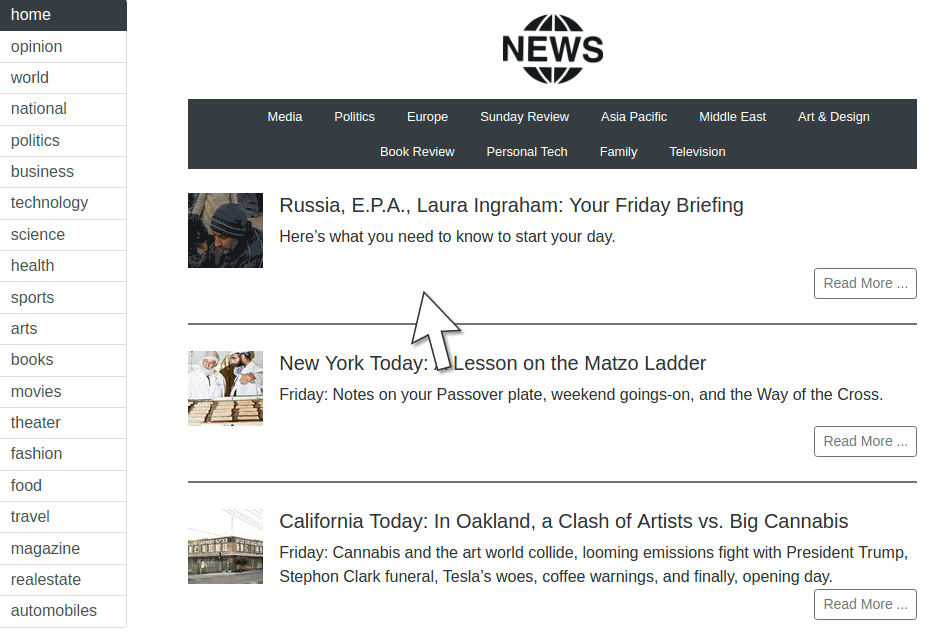 home
opinion
world
national
politics
business
technology
science
health
sports
arts
books
movies
theater
fashion
food
travel
magazine
realestate
automobiles
NEWS
Media Politics Europe Sunday Review Asia Pacific Middle East Art & Design
Book Review Personal Tech Family Television
Russia, E.P.A., Laura Ingraham: Your Friday Briefing
Here’s what you need to know to start your day.
Read More ...
New York Today: Lesson on the Matzo Ladder
Friday: Notes on your Passover plate, weekend goings-on, and the Way of the Cross.
Read More ...
California Today: In Oakland, a Clash of Artists vs. Big Cannabis
Friday: Cannabis and the art world collide, looming emissions fight with President Trump,
Stephon Clark funeral, Tesla’s woes, coffee warnings, and finally, opening day.
Read More ...